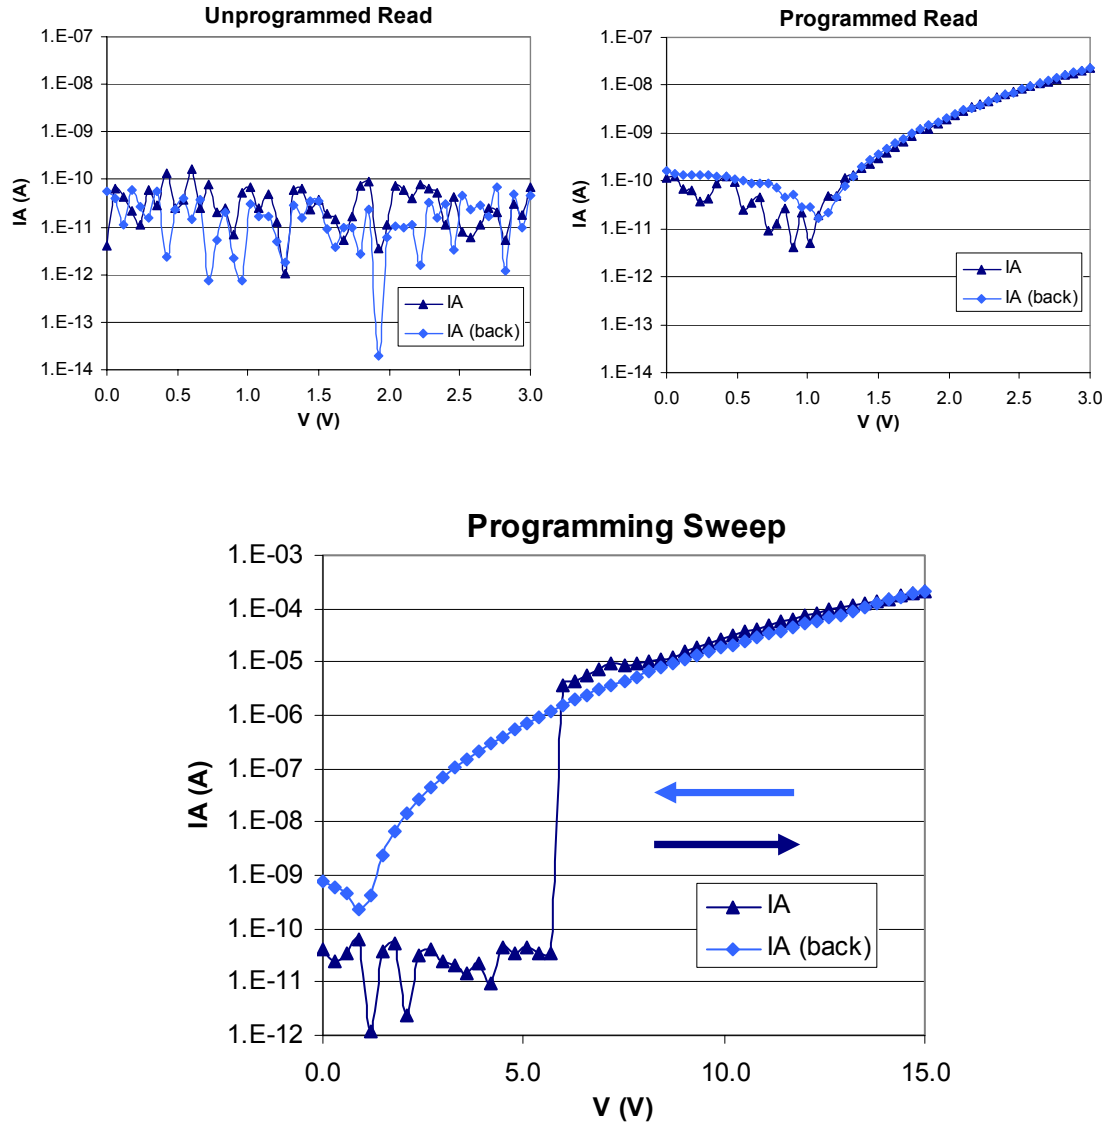 Unprogrammed Read
1.E-07
1.E-08
1.E-09
1.E-10
1.E-11
1.E-12
1.E-13
1.E-14
IA (A)
0.0 0.5 1.0 1.5 2.0 2.5 3.0
V (V)
IA
IA (back)
Programmed Read
1.E-07
1.E-08
1.E-09
1.E-10
1.E-11
1.E-12
1.E-13
1.E-14
IA (A)
0.0 0.5 1.0 1.5 2.0 2.5 3.0
V (V)
IA
IA (back)
Programming Sweep
1.E-03
1.E-04
1.E-05
1.E-06
1.E-07
1.E-08
1.E-09
1.E-10
1.E-11
1.E-12
IA (A)
0.0 5.0 10.0 15.0
V (V)
IA
IA (back)